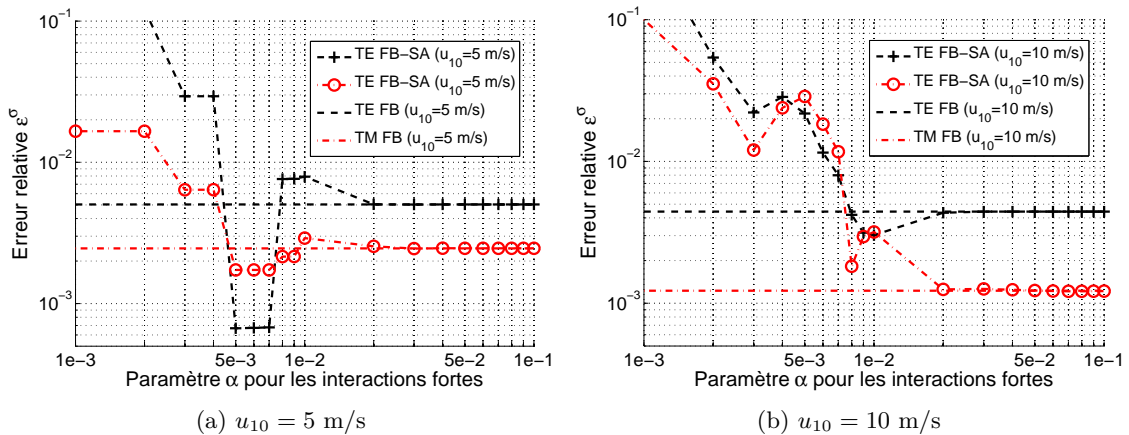 10⁻¹
10⁻²
10⁻³
Erreur relative ε^σ
TE FB−SA (u₁₀=5 m/s)
TE FB−SA (u₁₀=5 m/s)
TE FB (u₁₀=5 m/s)
TM FB (u₁₀=5 m/s)
1e−3 5e−3 1e−2 5e−2 1e−1
Paramètre α pour les interactions fortes
(a) u₁₀ = 5 m/s
10⁻¹
10⁻²
10⁻³
Erreur relative ε^σ
TE FB−SA (u₁₀=10 m/s)
TE FB−SA (u₁₀=10 m/s)
TE FB (u₁₀=10 m/s)
TM FB (u₁₀=10 m/s)
1e−3 5e−3 1e−2 5e−2 1e−1
Paramètre α pour les interactions fortes
(b) u₁₀ = 10 m/s